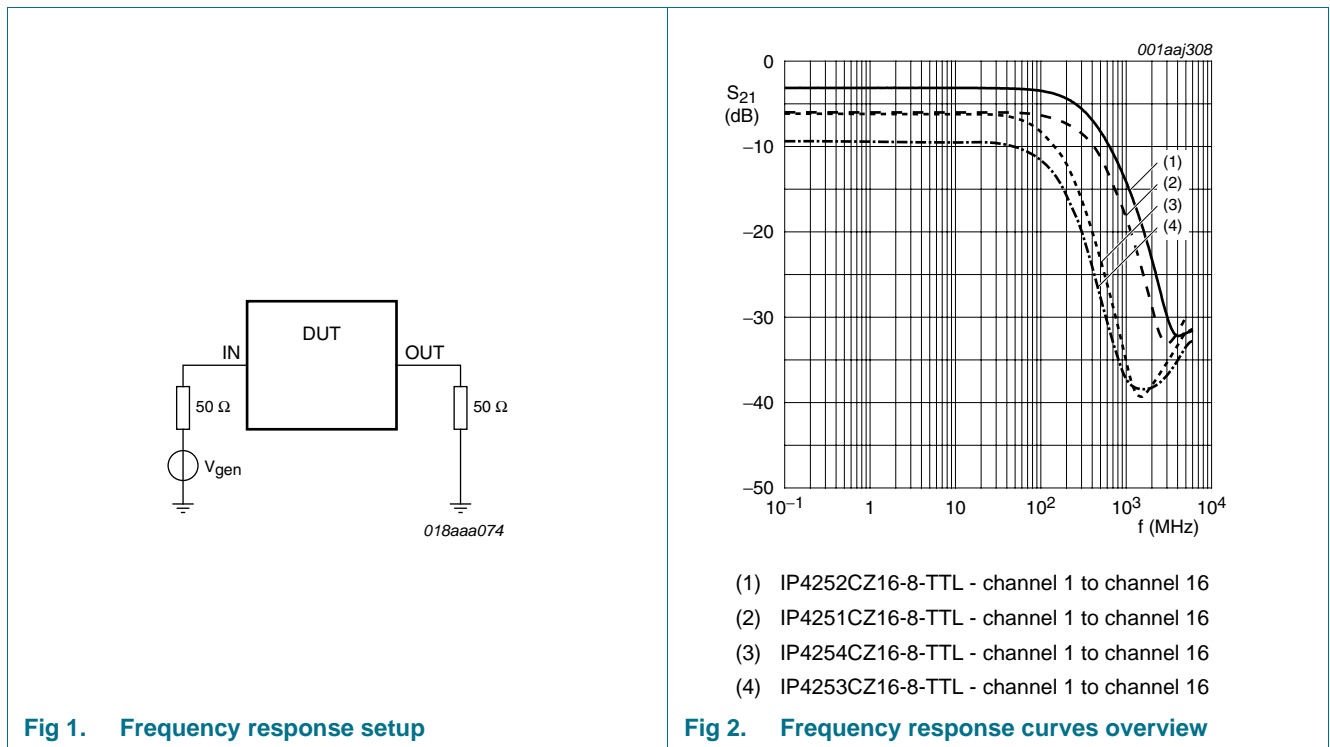 IN
DUT
OUT
50 Ω
50 Ω
Vgen
018aaa074
Fig 1. Frequency response setup
001aaj308
S21
(dB)
0
−10
−20
−30
−40
−50
(1)
(2)
(3)
(4)
10−1
1
10
10²
10³
10⁴
f (MHz)
(1) IP4252CZ16-8-TTL - channel 1 to channel 16
(2) IP4251CZ16-8-TTL - channel 1 to channel 16
(3) IP4254CZ16-8-TTL - channel 1 to channel 16
(4) IP4253CZ16-8-TTL - channel 1 to channel 16
Fig 2. Frequency response curves overview